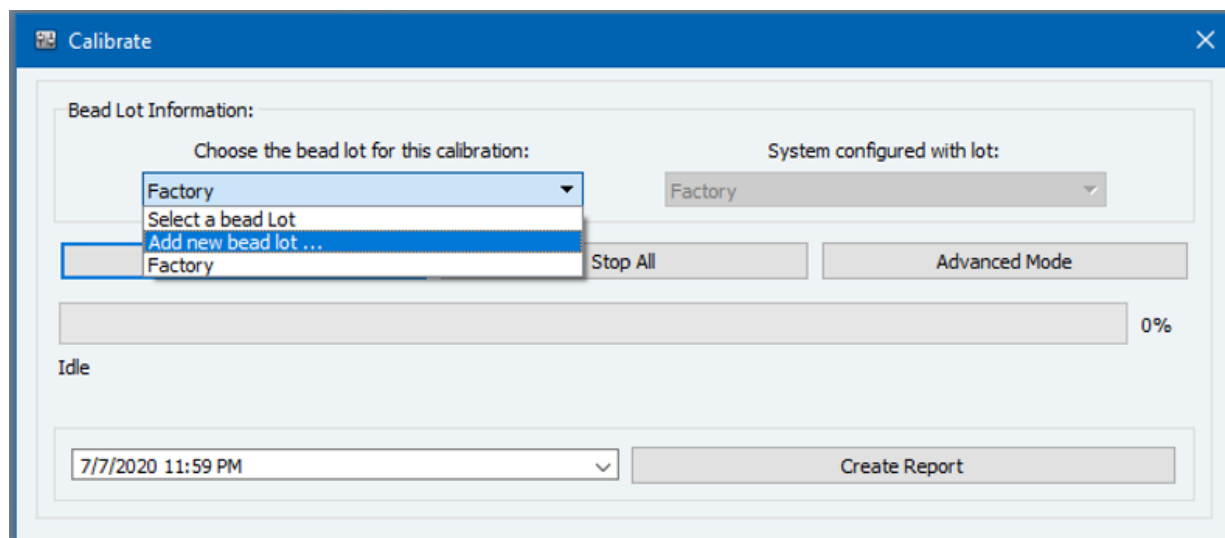 Calibrate
Bead Lot Information:
Choose the bead lot for this calibration:
System configured with lot:
Factory
Factory
Select a bead Lot
Add new bead lot ...
Factory
Stop All
Advanced Mode
0%
Idle
7/7/2020 11:59 PM
Create Report